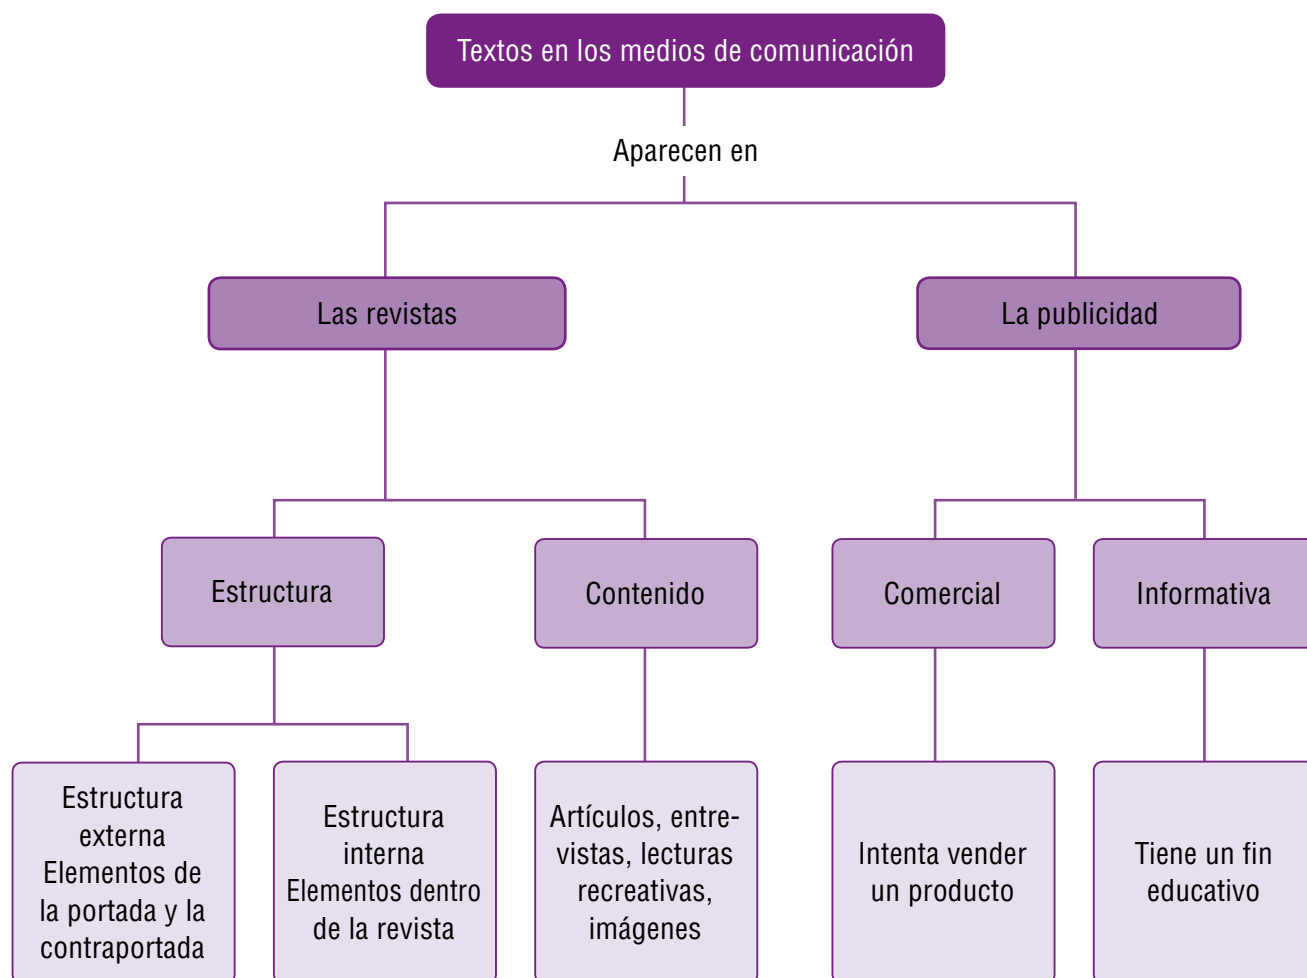 Textos en los medios de comunicación
Aparecen en
Las revistas
La publicidad
Estructura
Contenido
Comercial
Informativa
Estructura
externa
Elementos de
la portada y la
contraportada
Estructura
interna
Elementos dentro
de la revista
Artículos, entre-
vistas, lecturas
recreativas,
imágenes
Intenta vender
un producto
Tiene un fin
educativo